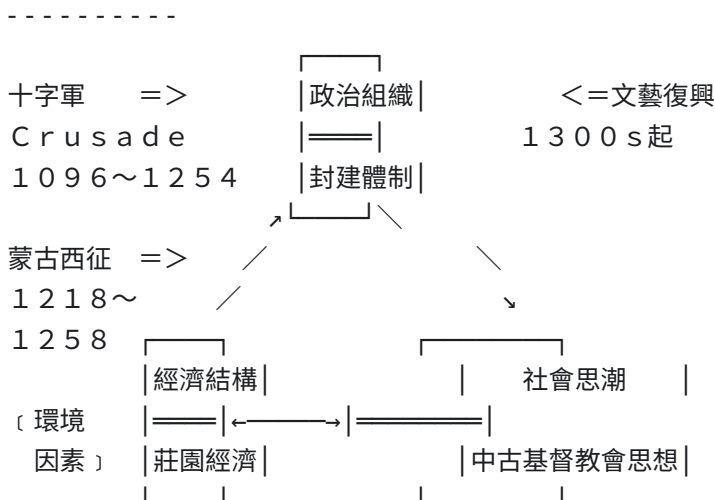 - - - - - - - - - -
十字軍　　＝＞　　│政治組織│　　＜＝文藝復興
Ｃｒｕｓａｄｅ　　│════│　　１３００ｓ起
１０９６～１２５４　　│封建體制│
↗└────┘＼
蒙古西征　＝＞　　／　　＼
１２１８～　　／　　↘
１２５８　┌────┐　　┌────────┐
│經濟結構│　　│　社會思潮　│
﹝環境　│════│←────→│════════│
因素﹞　│莊園經濟│　　│中古基督教會思想│